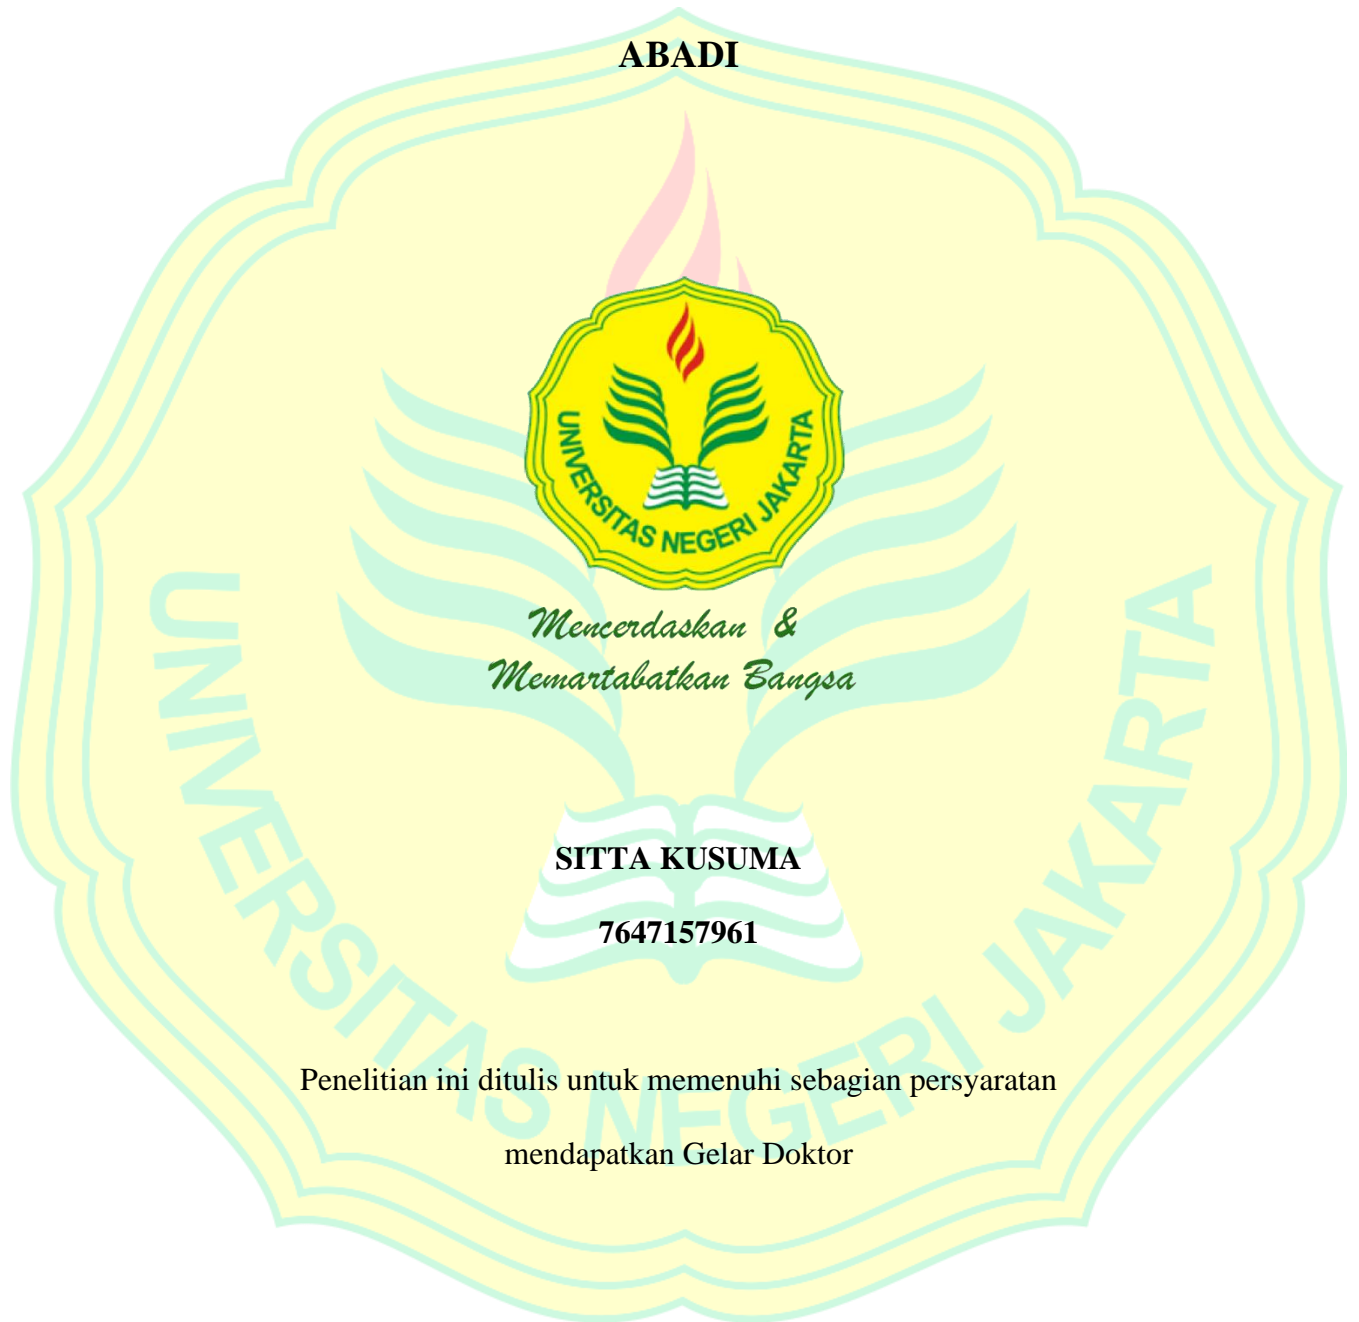 ABADI
UNIVERSITAS NEGERI JAKARTA
Mencerdaskan &
Memartabatkan Bangsa
SITTA KUSUMA
7647157961
Penelitian ini ditulis untuk memenuhi sebagian persyaratan
mendapatkan Gelar Doktor
UNIVERSITAS NEGERI JAKARTA